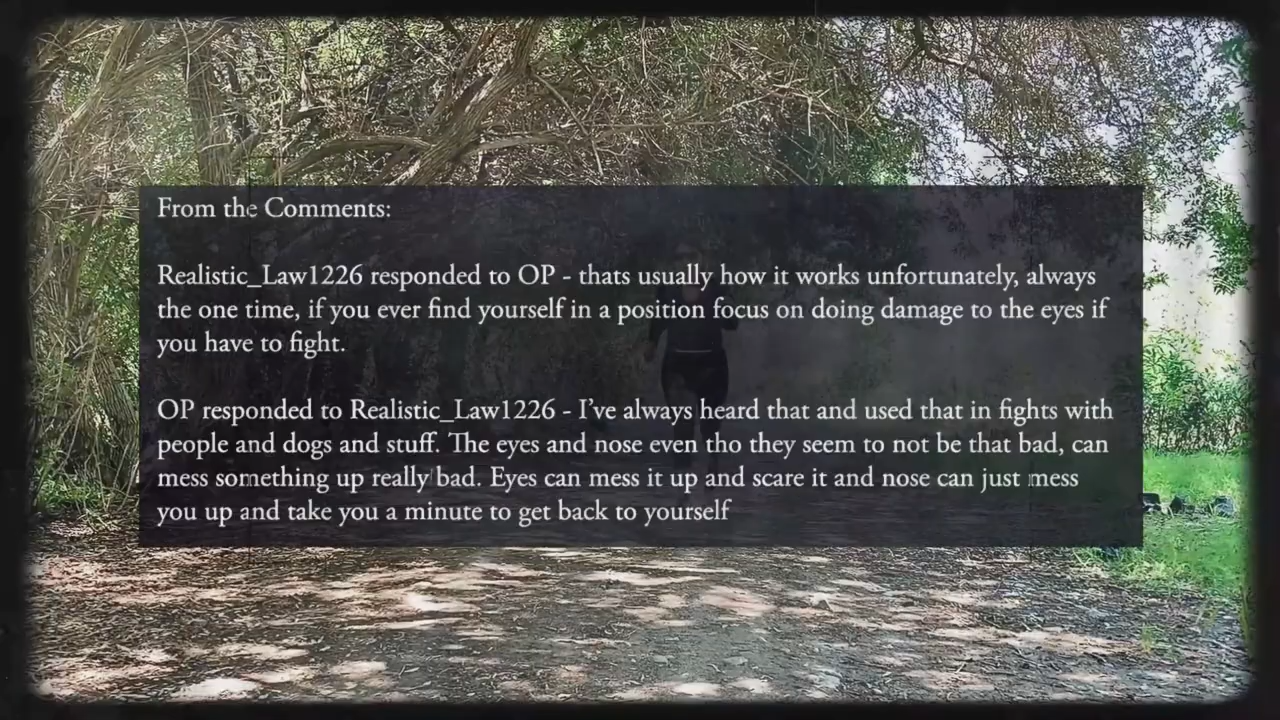 From the Comments:
Realistic_Law1226 responded to OP - thats usually how it works unfortunately, always
the one time, if you ever find yourself in a position focus on doing damage to the eyes if
you have to fight.
OP responded to Realistic_Law1226 - I've always heard that and used that in fights with
people and dogs and stuff. The eyes and nose even tho they seem to not be that bad, can
mess something up really bad. Eyes can mess it up and scare it and nose can just mess
you up and take you a minute to get back to yourself